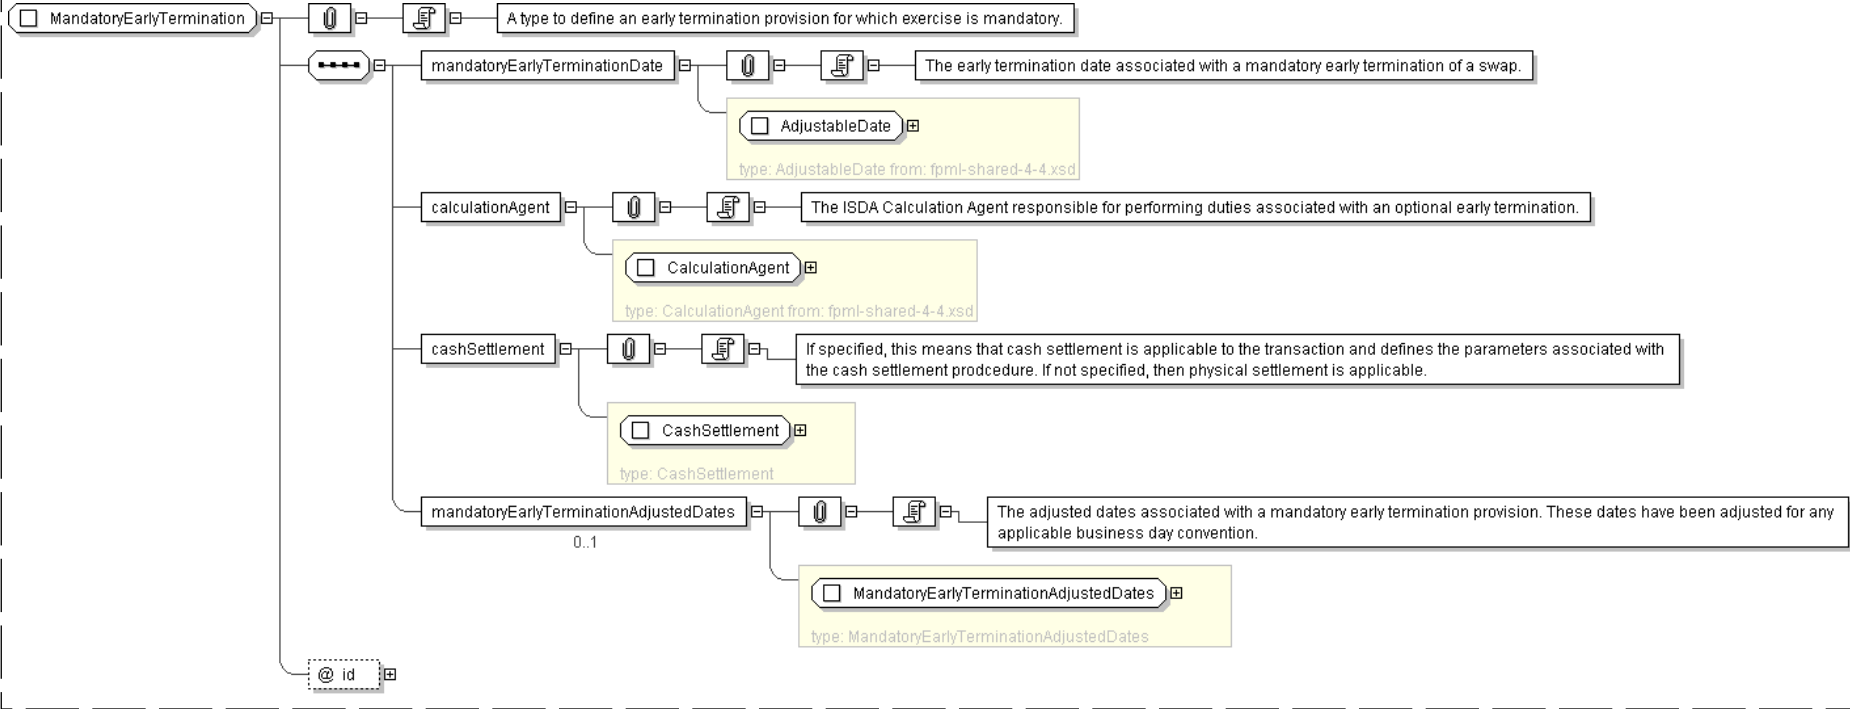 MandatoryEarlyTermination
A type to define an early termination provision for which exercise is mandatory.
mandatoryEarlyTerminationDate
The early termination date associated with a mandatory early termination of a swap.
AdjustableDate
type: AdjustableDate from: fpml-shared-4-4.xsd
calculationAgent
The ISDA Calculation Agent responsible for performing duties associated with an optional early termination.
CalculationAgent
type: CalculationAgent from: fpml-shared-4-4.xsd
cashSettlement
If specified, this means that cash settlement is applicable to the transaction and defines the parameters associated with
the cash settlement prodcedure. If not specified, then physical settlement is applicable.
CashSettlement
type: CashSettlement
mandatoryEarlyTerminationAdjustedDates
0..1
The adjusted dates associated with a mandatory early termination provision. These dates have been adjusted for any
applicable business day convention.
MandatoryEarlyTerminationAdjustedDates
type: MandatoryEarlyTerminationAdjustedDates
@ id